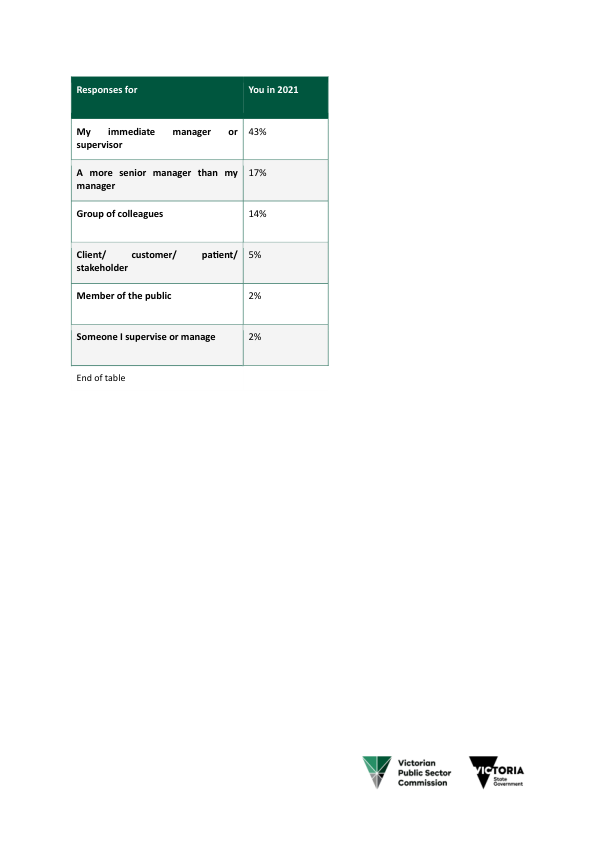 Responses for You in 2021
My immediate manager or 43%
supervisor
A more senior manager than my 17%
manager
Group of colleagues 14%
Client/ customer/ patient/ 5%
stakeholder
Member of the public 2%
Someone I supervise or manage 2%
End of table
Victorian
Public Sector
Commission
VICTORIA
State
Government